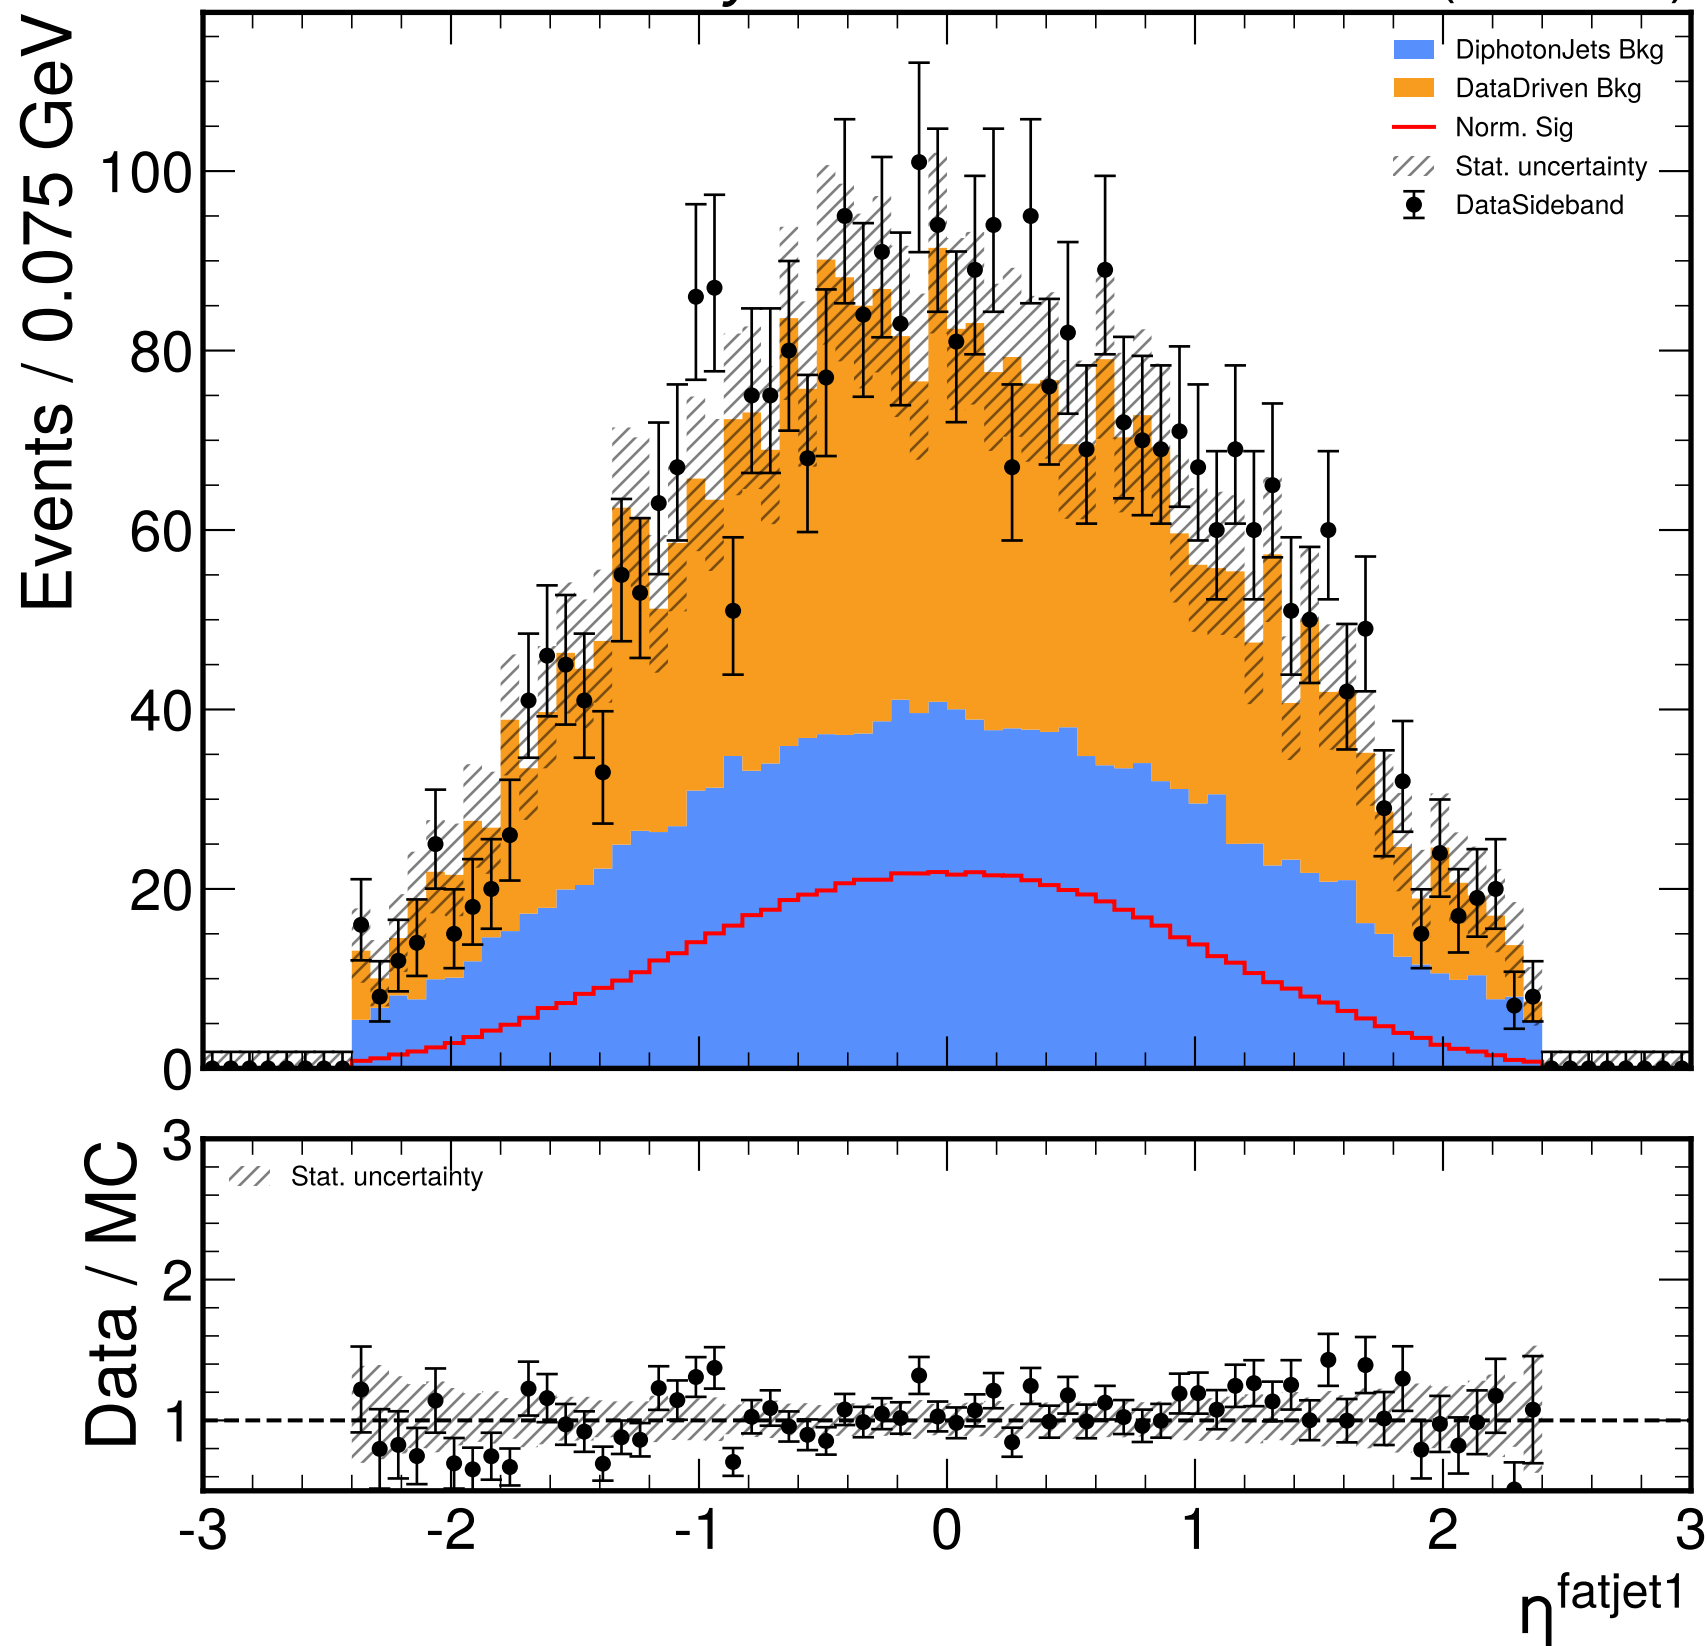 Events / 0.075 GeV
100
80
60
40
20
0
DiphotonJets Bkg
DataDriven Bkg
Norm. Sig
Stat. uncertainty
DataSideband
Data / MC
3
2
1
Stat. uncertainty
-3 -2 -1 0 1 2 3
η^fatjet1